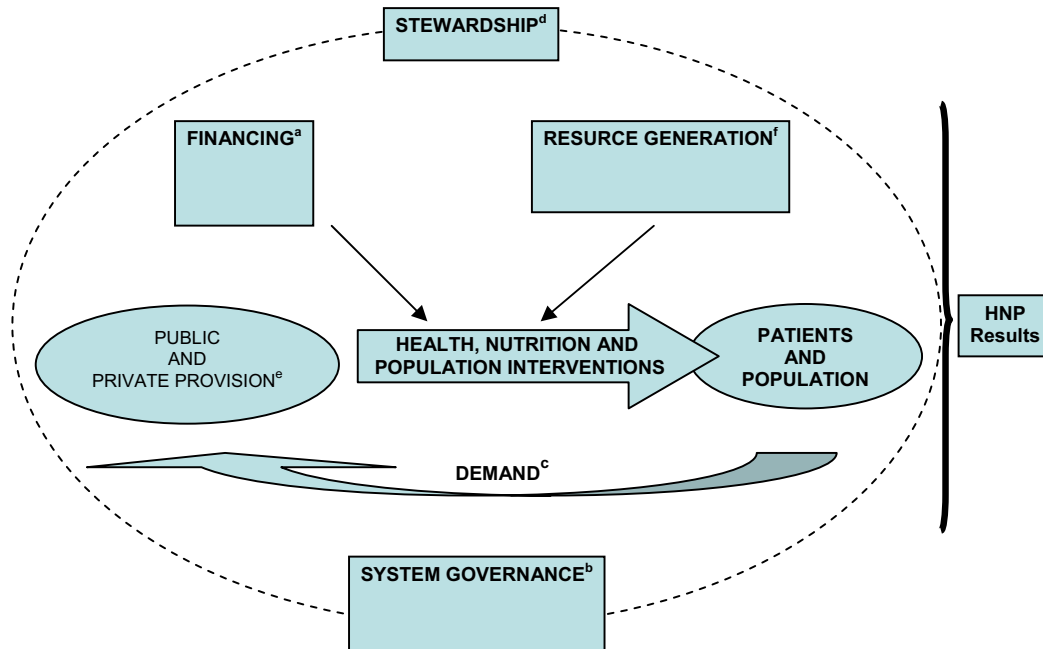 STEWARDSHIPᵈ
FINANCINGᵃ
RESURCE GENERATIONᶠ
HNP
Results
PUBLIC
AND
PRIVATE PROVISIONᵉ
HEALTH, NUTRITION AND
POPULATION INTERVENTIONS
PATIENTS
AND
POPULATION
DEMANDᶜ
SYSTEM GOVERNANCEᵇ